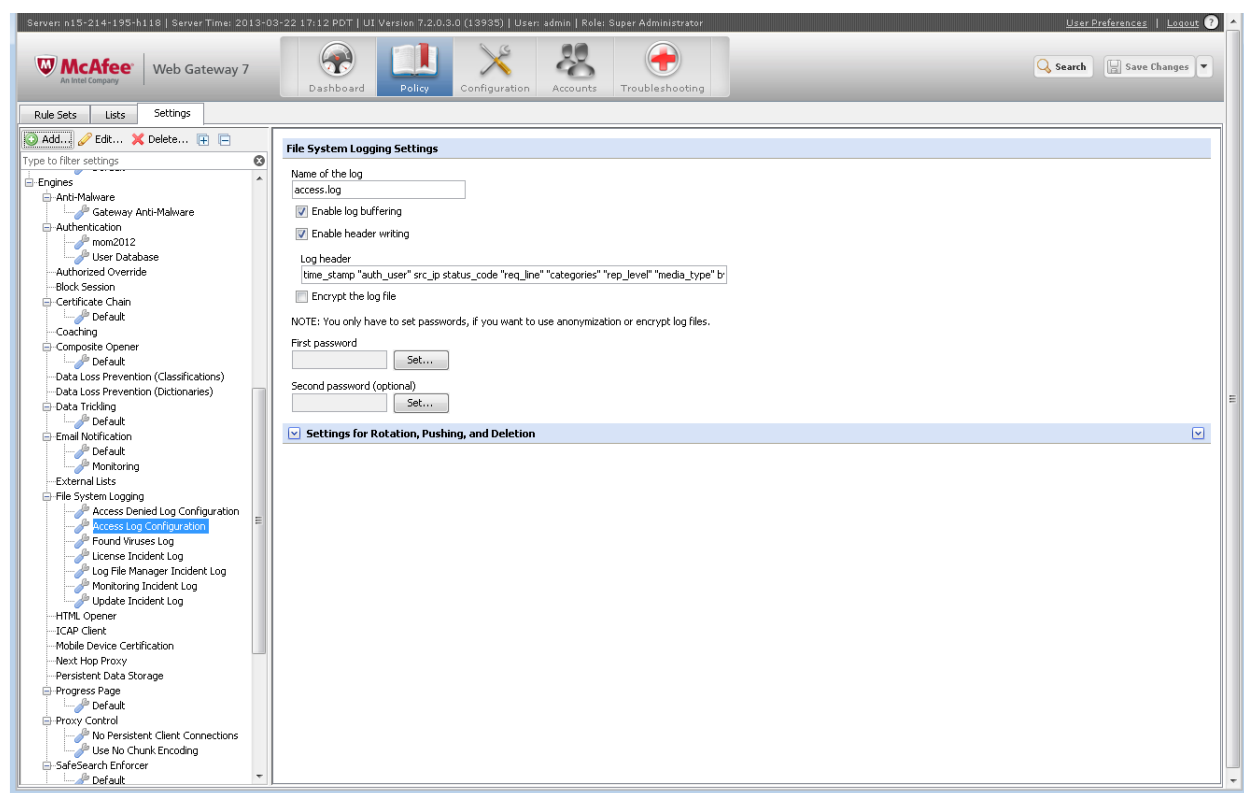 Server: n15-214-195-h118 | Server Time: 2013-03-22 17:12 PDT | UI Version 7.2.0.3.0 (13935) | User: admin | Role: Super Administrator User Preferences | Logout ?
McAfee An Intel Company Web Gateway 7
Dashboard Policy Configuration Accounts Troubleshooting
Search Save Changes
Rule Sets Lists Settings
Add... Edit... Delete...
Type to filter settings
Engines
Anti-Malware
Gateway Anti-Malware
Authentication
mom2012
User Database
Authorized Override
Block Session
Certificate Chain
Default
Coaching
Composite Opener
Default
Data Loss Prevention (Classifications)
Data Loss Prevention (Dictionaries)
Data Trickling
Default
Email Notification
Default
Monitoring
External Lists
File System Logging
Access Denied Log Configuration
Access Log Configuration
Found Viruses Log
License Incident Log
Log File Manager Incident Log
Monitoring Incident Log
Update Incident Log
HTML Opener
ICAP Client
Mobile Device Certification
Next Hop Proxy
Persistent Data Storage
Progress Page
Default
Proxy Control
No Persistent Client Connections
Use No Chunk Encoding
SafeSearch Enforcer
Default
File System Logging Settings
Name of the log
access.log
Enable log buffering
Enable header writing
Log header
time_stamp "auth_user" src_ip status_code "req_line" "categories" "rep_level" "media_type"
Encrypt the log file
NOTE: You only have to set passwords, if you want to use anonymization or encrypt log files.
First password
Set...
Second password (optional)
Set...
Settings for Rotation, Pushing, and Deletion